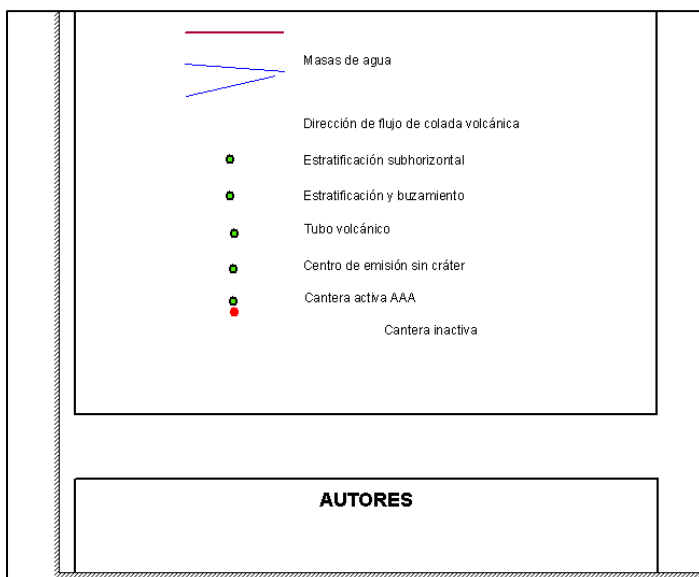 Masas de agua
Dirección de flujo de colada volcánica
Estratificación subhorizontal
Estratificación y buzamiento
Tubo volcánico
Centro de emisión sin cráter
Cantera activa AAA
Cantera inactiva
AUTORES